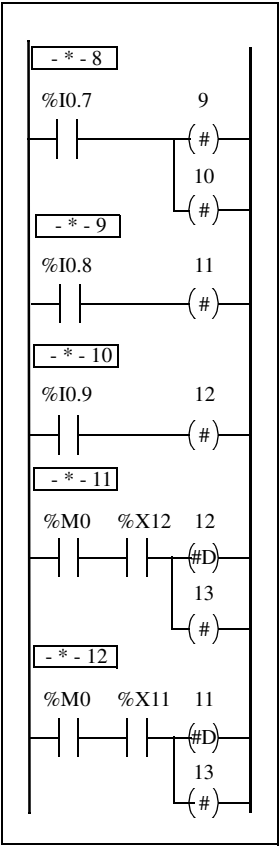 - * - 8
%I0.7 9
#
10
#
- * - 9
%I0.8 11
#
- * - 10
%I0.9 12
#
- * - 11
%M0 %X12 12
#D
13
#
- * - 12
%M0 %X11 11
#D
13
#